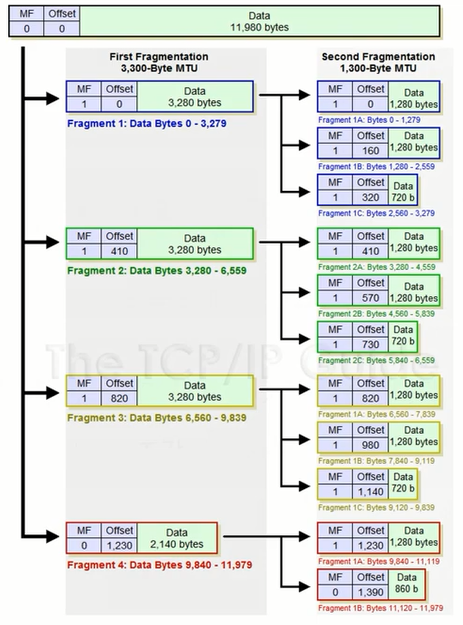 MF Offset Data
0 0 11,980 bytes
First Fragmentation
3,300-Byte MTU
Second Fragmentation
1,300-Byte MTU
MF Offset Data
1 0 3,280 bytes
Fragment 1: Data Bytes 0 - 3,279
MF Offset Data
1 0 1,280 bytes
Fragment 1A: Bytes 0 - 1,279
MF Offset Data
1 160 1,280 bytes
Fragment 1B: Bytes 1,280 - 2,559
MF Offset Data
1 320 720 b
Fragment 1C: Bytes 2,560 - 3,279
MF Offset Data
1 410 3,280 bytes
Fragment 2: Data Bytes 3,280 - 6,559
MF Offset Data
1 410 1,280 bytes
Fragment 2A: Bytes 3,280 - 4,559
MF Offset Data
1 570 1,280 bytes
Fragment 2B: Bytes 4,560 - 5,839
MF Offset Data
1 730 720 b
Fragment 2C: Bytes 5,840 - 6,559
The TCP/IP Guide
MF Offset Data
1 820 3,280 bytes
Fragment 3: Data Bytes 6,560 - 9,839
MF Offset Data
1 820 1,280 bytes
Fragment 1A: Bytes 6,560 - 7,839
MF Offset Data
1 980 1,280 bytes
Fragment 1B: Bytes 7,840 - 9,119
MF Offset Data
1 1,140 720 b
Fragment 1C: Bytes 9,120 - 9,839
MF Offset Data
0 1,230 2,140 bytes
Fragment 4: Data Bytes 9,840 - 11,979
MF Offset Data
1 1,230 1,280 bytes
Fragment 1A: Bytes 9,840 - 11,119
MF Offset Data
0 1,390 860 b
Fragment 1B: Bytes 11,120 - 11,979